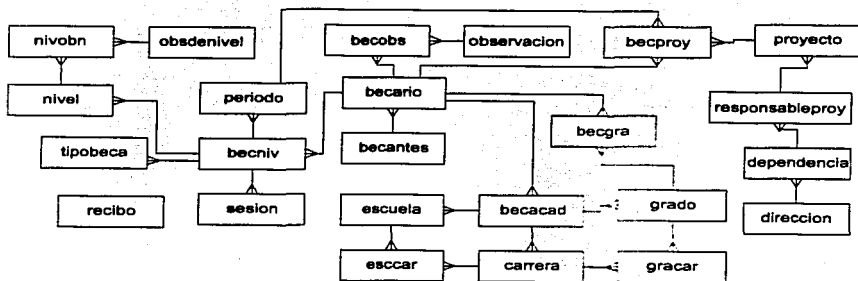 nivobn
obsdenivel
becobs
observacion
becproy
proyecto
nivel
periodo
becario
responsableproy
becgra
tipobeca
becniv
becantes
dependencia
recibo
sesion
escuela
becacad
grado
direccion
esccar
carrera
gracar